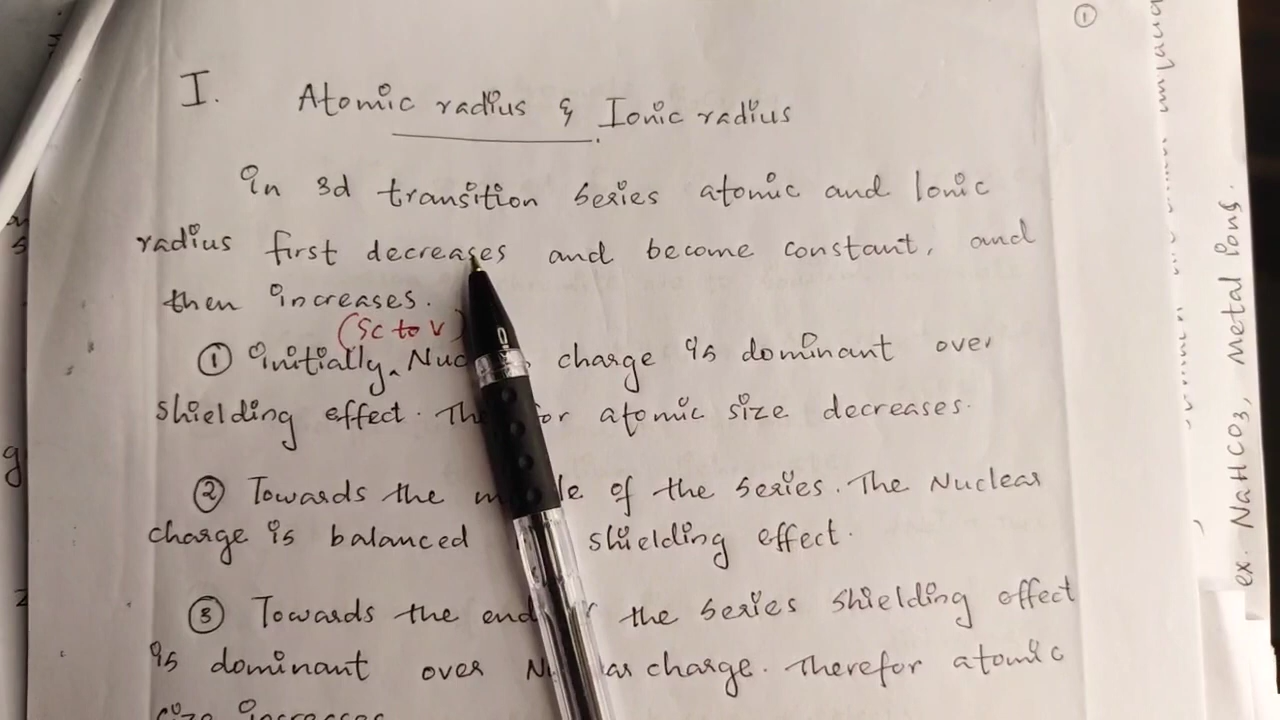 ①
I. Atomic radius & Ionic radius
In 3d transition series atomic and Ionic
radius first decreases and become constant, and
then increases.
(Sc to V)
① initially, charge is dominant over
shielding effect. atomic size decreases.
② Towards the of the series. The Nuclear
charge is balanced shielding effect.
③ Towards the end the series shielding effect
is dominant over charge. Therefor atomic
size increases
ex. NaHCO3, Metal ions.